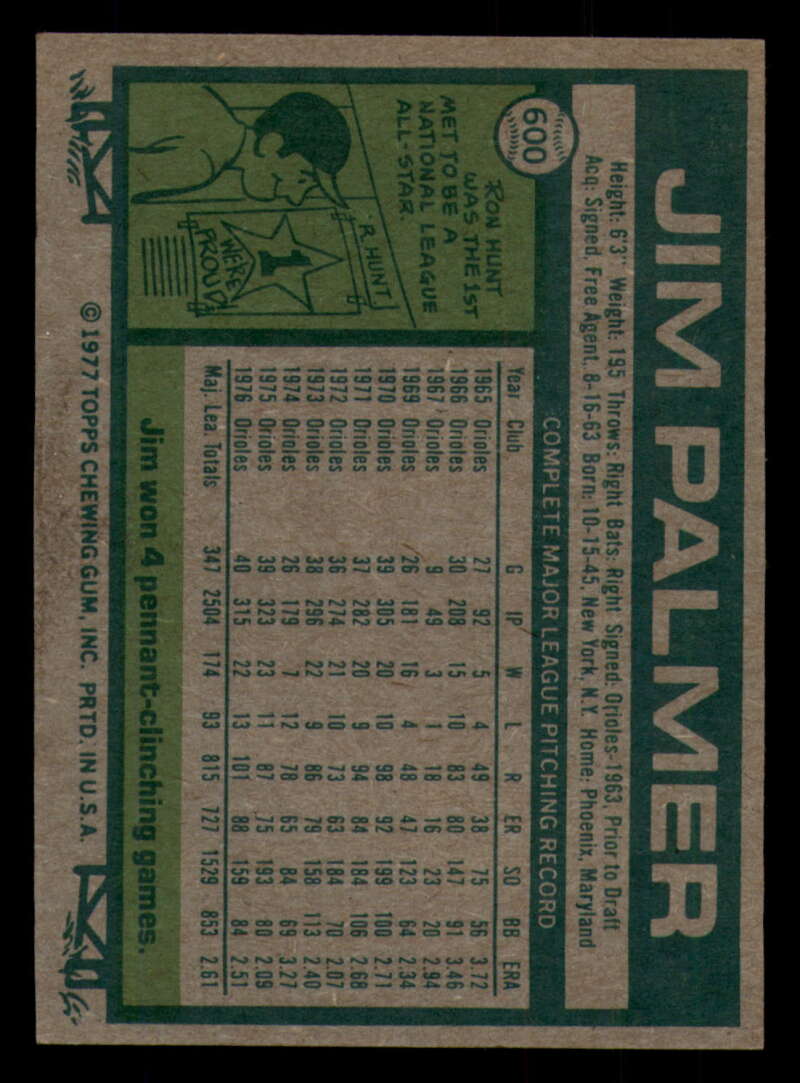 JIM PALMER
600
Height: 6'3" Weight: 195 Throws: Right Bats: Right Signed: Orioles-1963, Prior to Draft
Acq: Signed, Free Agent, 8-16-63 Born: 10-15-45, New York, N.Y. Home: Phoenix, Maryland
RON HUNT
WAS THE 1ST
MET TO BE A
NATIONAL LEAGUE
ALL-STAR.
R. HUNT
1
WE'RE
PROUD!
COMPLETE MAJOR LEAGUE PITCHING RECORD
Year Club G IP W L R ER SO BB ERA
1965 Orioles 27 92 5 4 49 38 75 56 3.72
1966 Orioles 30 208 15 10 83 80 147 91 3.46
1967 Orioles 9 49 3 1 18 16 23 20 2.94
1969 Orioles 26 181 16 4 48 47 123 64 2.34
1970 Orioles 39 305 20 10 98 92 199 100 2.71
1971 Orioles 37 282 20 9 94 84 184 106 2.68
1972 Orioles 36 274 21 10 73 63 184 70 2.07
1973 Orioles 38 296 22 9 86 79 158 113 2.40
1974 Orioles 26 179 7 12 78 65 84 69 3.27
1975 Orioles 39 323 23 11 87 75 193 80 2.09
1976 Orioles 40 315 22 13 101 88 159 84 2.51
Maj. Lea. Totals 347 2504 174 93 815 727 1529 853 2.61
Jim won 4 pennant-clinching games.
© 1977 TOPPS CHEWING GUM, INC. PRTD. IN U.S.A.